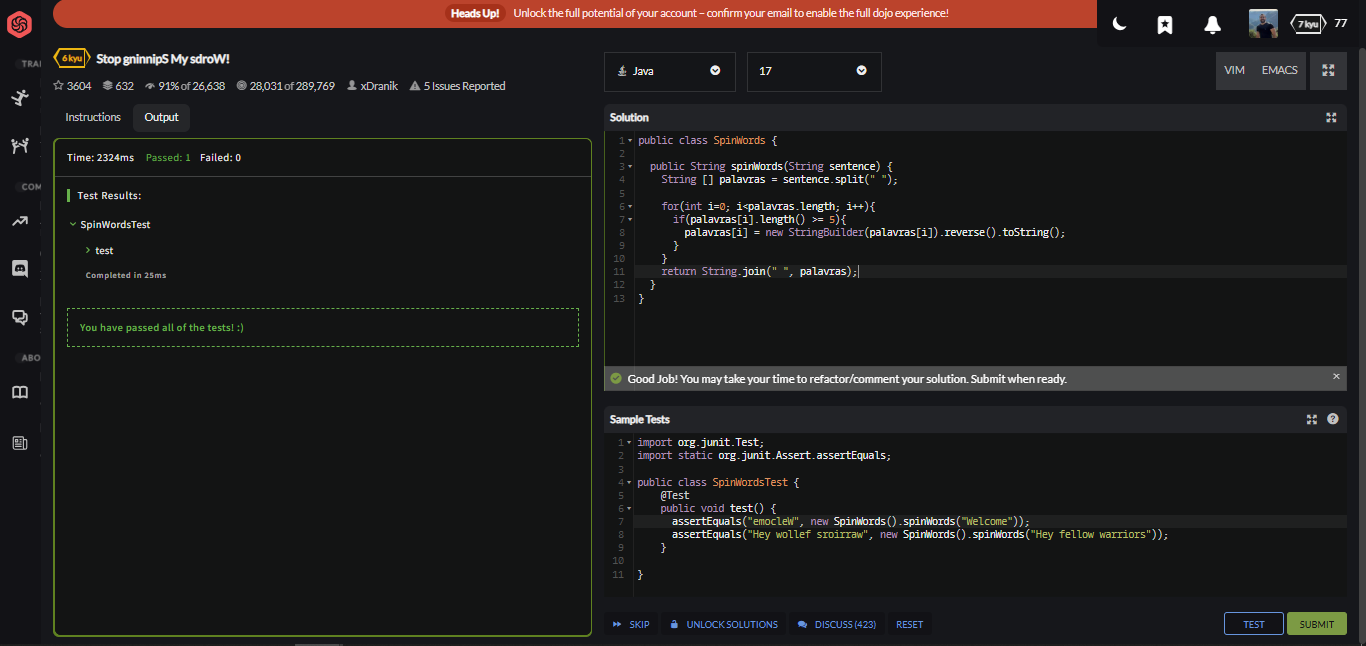 Heads Up! Unlock the full potential of your account – confirm your email to enable the full dojo experience!
7 kyu 77
TRAI
COM
ABO
6 kyu Stop gninnipS My sdroW!
3604 632 91% of 26,638 28,031 of 289,769 xDranik 5 Issues Reported
Instructions Output
Time: 2324ms Passed: 1 Failed: 0
Test Results:
SpinWordsTest
test
Completed in 25ms
You have passed all of the tests! :)
Java 17 VIM EMACS
Solution
1 public class SpinWords {
2
3 public String spinWords(String sentence) {
4 String [] palavras = sentence.split(" ");
5
6 for(int i=0; i<palavras.length; i++){
7 if(palavras[i].length() >= 5){
8 palavras[i] = new StringBuilder(palavras[i]).reverse().toString();
9 }
10 }
11 return String.join(" ", palavras);
12 }
13 }
Good Job! You may take your time to refactor/comment your solution. Submit when ready. ×
Sample Tests
1 import org.junit.Test;
2 import static org.junit.Assert.assertEquals;
3
4 public class SpinWordsTest {
5 @Test
6 public void test() {
7 assertEquals("emocleW", new SpinWords().spinWords("Welcome"));
8 assertEquals("Hey wollef sroirraw", new SpinWords().spinWords("Hey fellow warriors"));
9 }
10
11 }
SKIP UNLOCK SOLUTIONS DISCUSS (423) RESET TEST SUBMIT